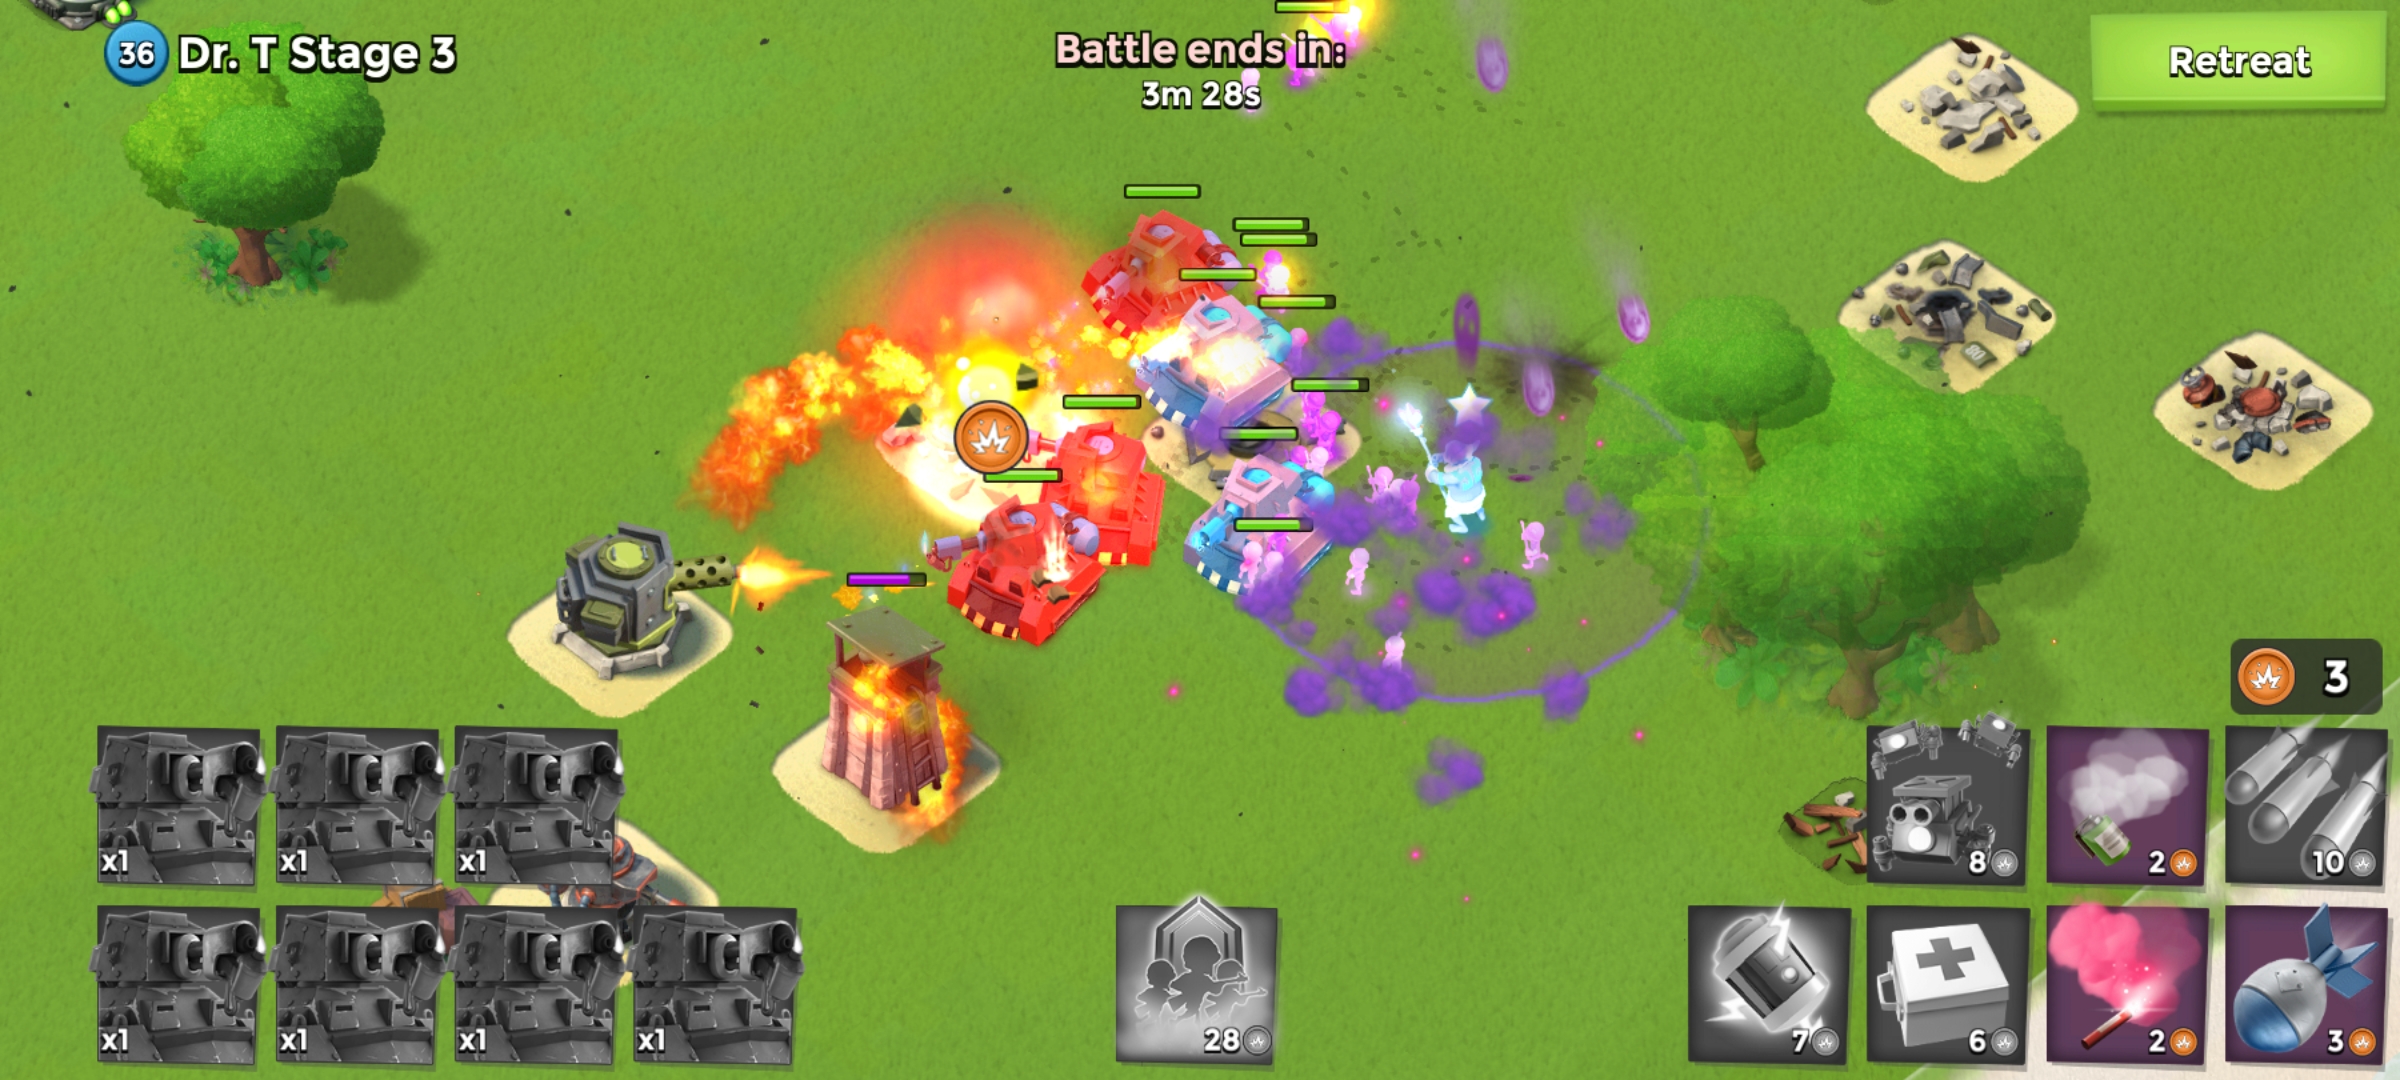 36 Dr. T Stage 3
Battle ends in:
3m 28s
Retreat
3
x1 x1 x1
8 2 10
x1 x1 x1 x1
28
7 6 2 3